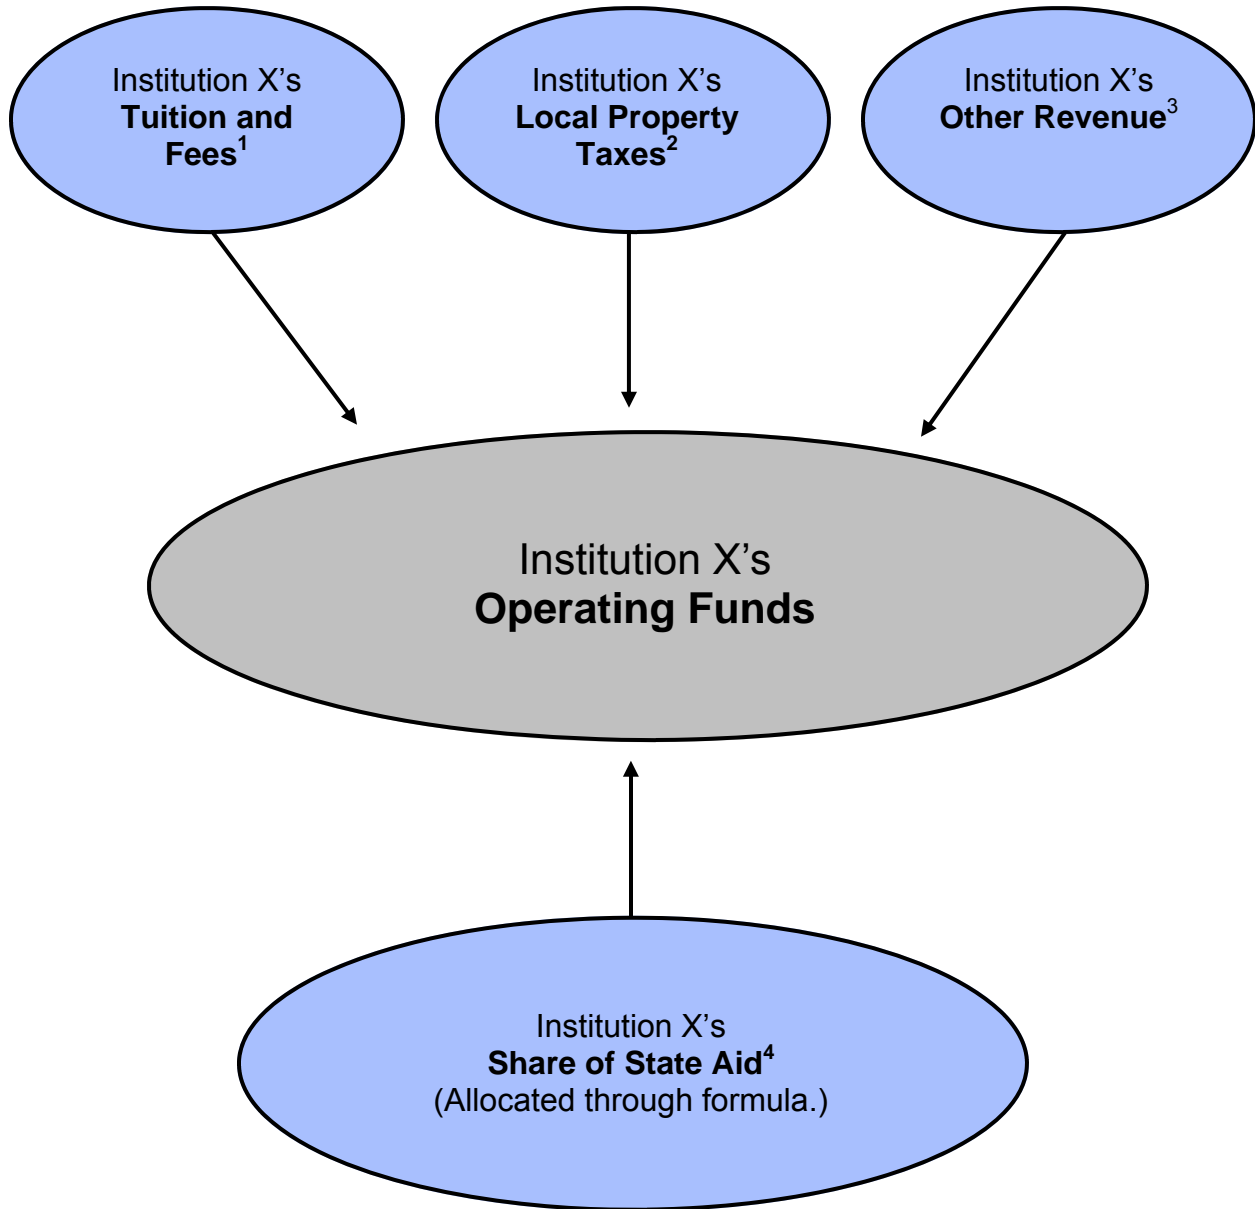 Institution X’s
Tuition and
Fees¹
Institution X’s
Local Property
Taxes²
Institution X’s
Other Revenue³
Institution X’s
Operating Funds
Institution X’s
Share of State Aid⁴
(Allocated through formula.)